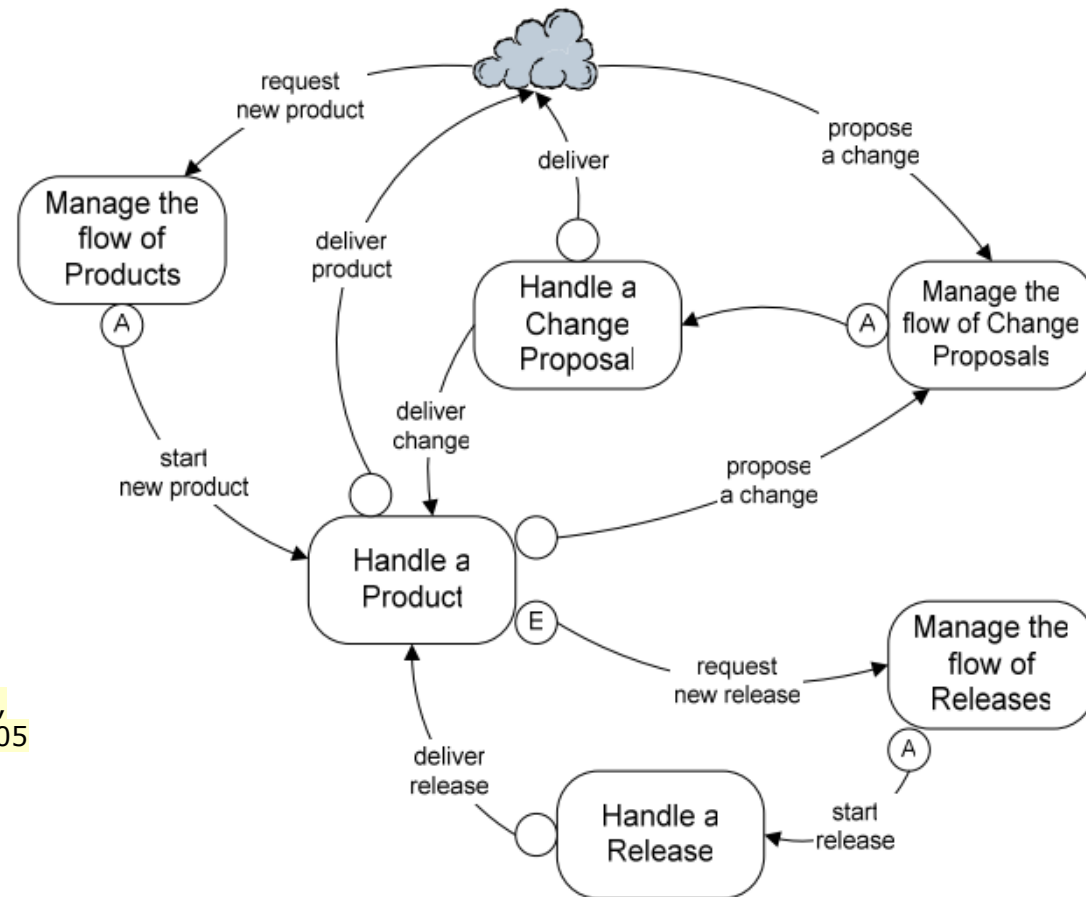 request
new product
propose
a change
deliver
Manage the
flow of
Products
A
deliver
product
Handle a
Change
Proposal
A
Manage the
flow of Change
Proposals
deliver
change
start
new product
propose
a change
Handle a
Product
E
request
new release
Manage the
flow of
Releases
A
,
05
deliver
release
Handle a
Release
start
release